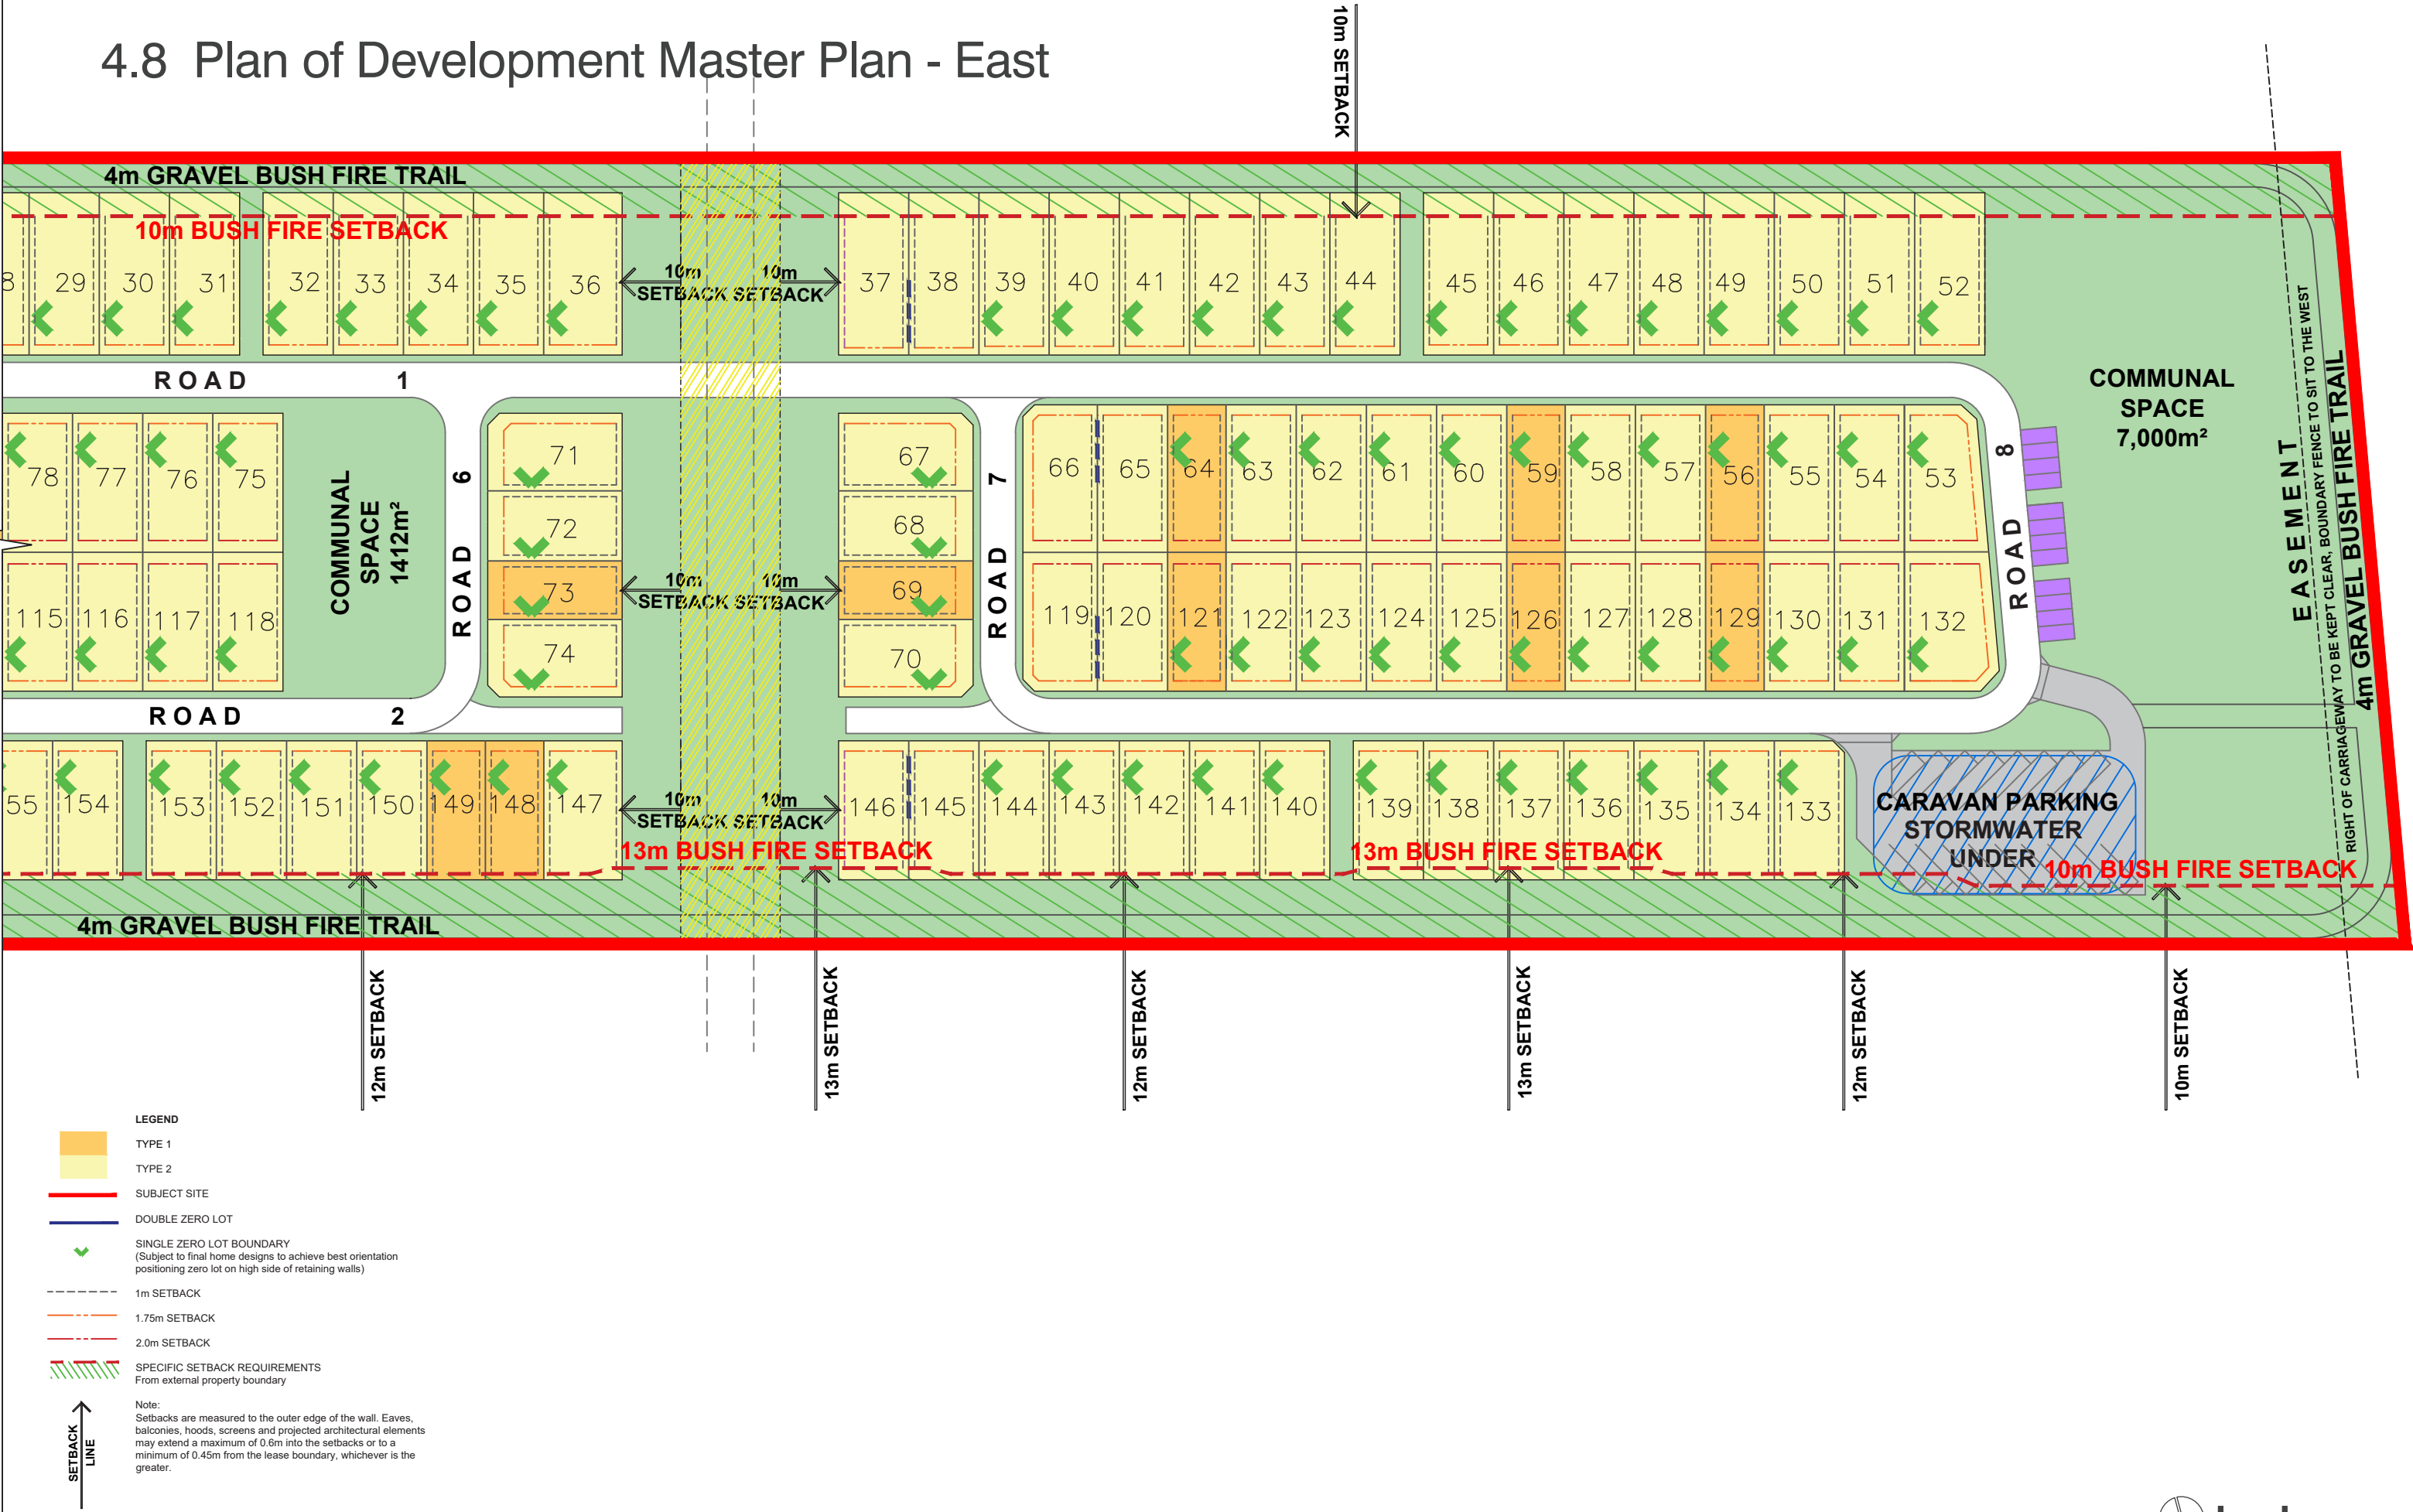 4.8 Plan of Development Master Plan - East
10m SETBACK
4m GRAVEL BUSH FIRE TRAIL
10m BUSH FIRE SETBACK
8 29 30 31 32 33 34 35 36
10m SETBACK
10m SETBACK
37 38 39 40 41 42 43 44 45 46 47 48 49 50 51 52
ROAD 1
COMMUNAL
SPACE
7,000m²
EASEMENT
RIGHT OF CARRIAGEWAY TO BE KEPT CLEAR, BOUNDARY FENCE TO SIT TO THE WEST
4m GRAVEL BUSH FIRE TRAIL
78 77 76 75
COMMUNAL
SPACE
1412m²
ROAD 6
71
72
73
74
10m SETBACK
10m SETBACK
67
68
69
70
ROAD 7
66 65 64 63 62 61 60 59 58 57 56 55 54 53
ROAD 8
115 116 117 118
119 120 121 122 123 124 125 126 127 128 129 130 131 132
ROAD 2
55 154 153 152 151 150 149 148 147
10m SETBACK
10m SETBACK
146 145 144 143 142 141 140 139 138 137 136 135 134 133
CARAVAN PARKING
STORMWATER
UNDER
13m BUSH FIRE SETBACK
13m BUSH FIRE SETBACK
10m BUSH FIRE SETBACK
4m GRAVEL BUSH FIRE TRAIL
12m SETBACK
13m SETBACK
12m SETBACK
13m SETBACK
12m SETBACK
10m SETBACK
LEGEND
TYPE 1
TYPE 2
SUBJECT SITE
DOUBLE ZERO LOT
SINGLE ZERO LOT BOUNDARY
(Subject to final home designs to achieve best orientation
positioning zero lot on high side of retaining walls)
1m SETBACK
1.75m SETBACK
2.0m SETBACK
SPECIFIC SETBACK REQUIREMENTS
From external property boundary
SETBACK
LINE
Note:
Setbacks are measured to the outer edge of the wall. Eaves,
balconies, hoods, screens and projected architectural elements
may extend a maximum of 0.6m into the setbacks or to a
minimum of 0.45m from the lease boundary, whichever is the
greater.